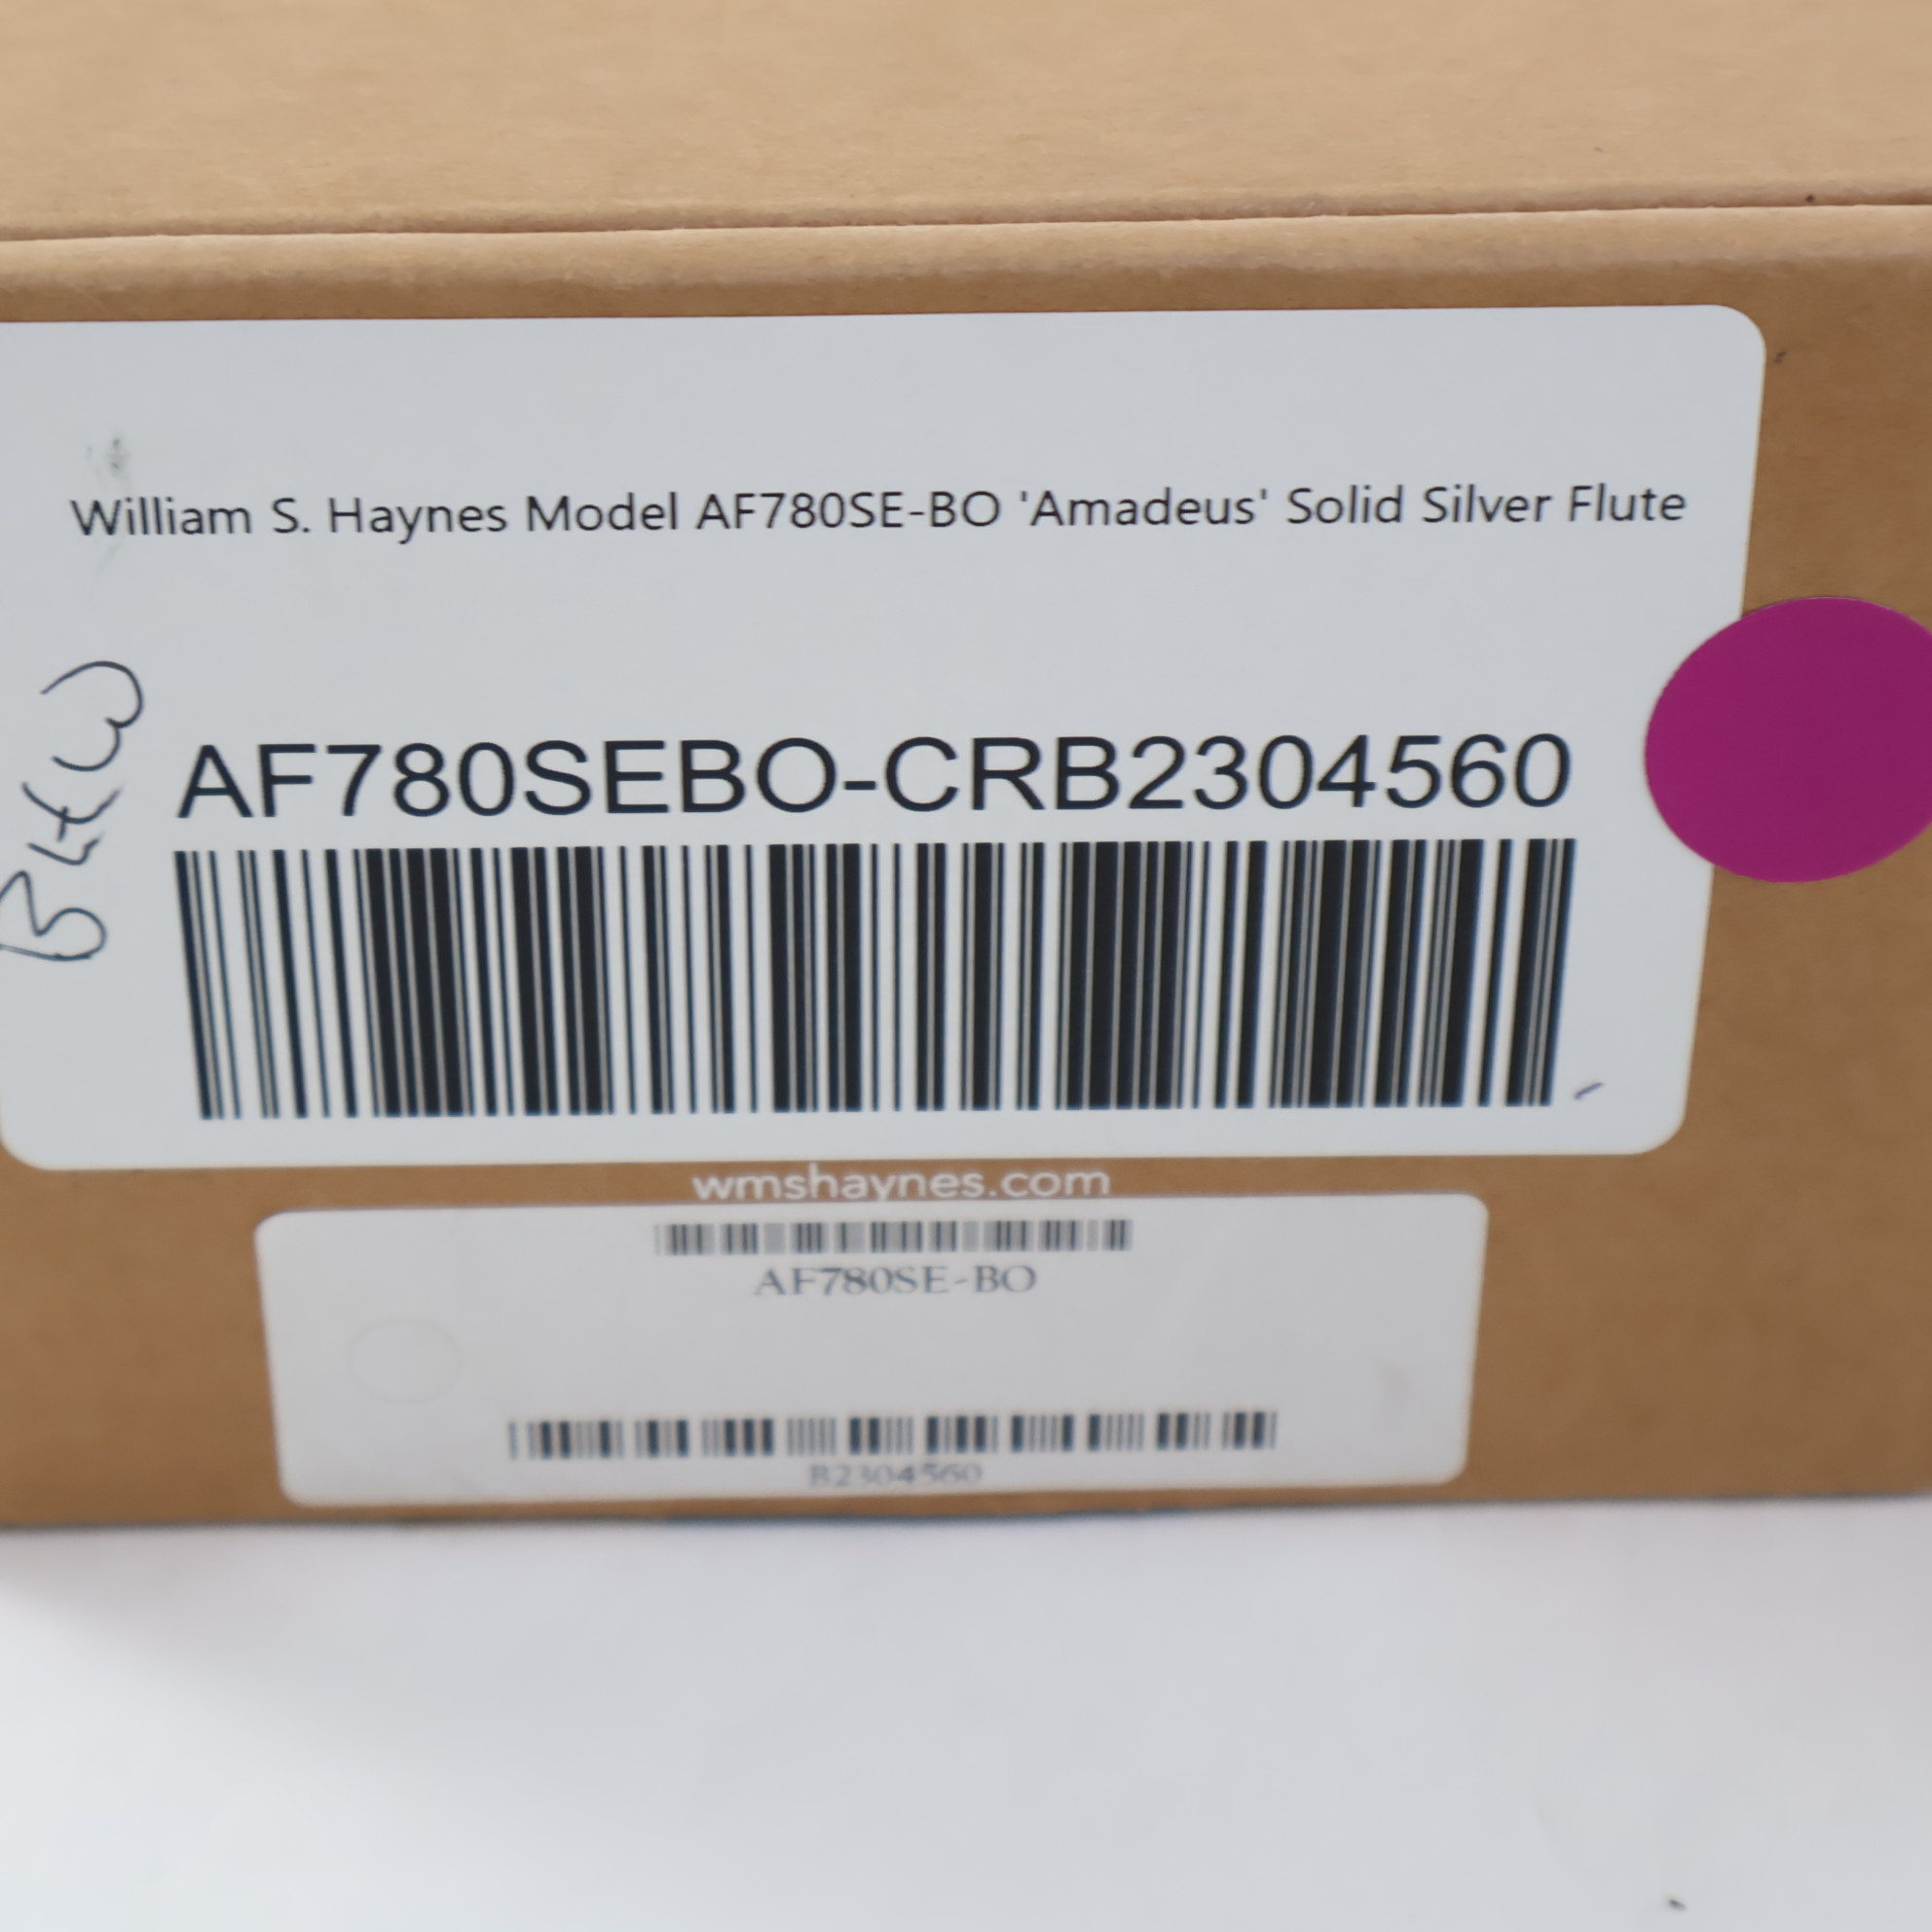 William S. Haynes Model AF780SE-BO 'Amadeus' Solid Silver Flute
AF780SEBO-CRB2304560
wmshaynes.com
AF780SE-BO
B2304560